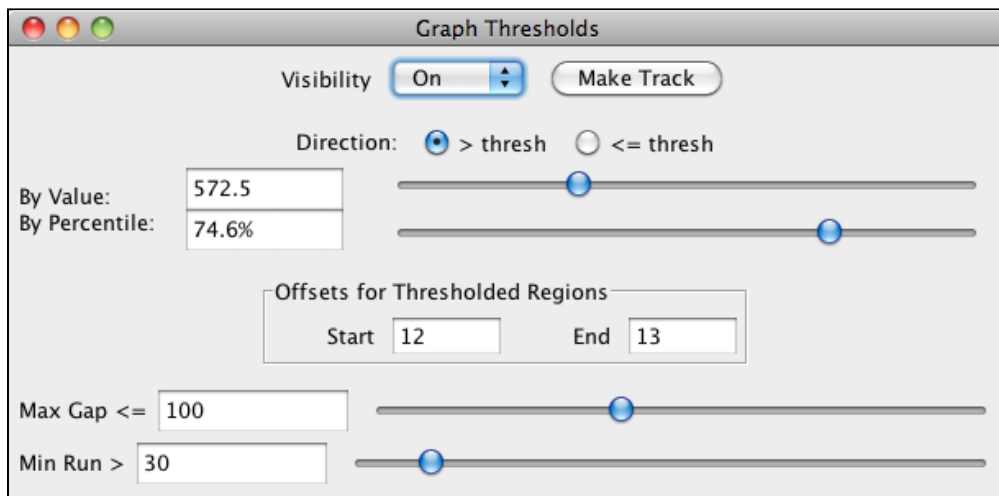 Graph Thresholds
Visibility On Make Track
Direction: > thresh <= thresh
By Value: 572.5
By Percentile: 74.6%
Offsets for Thresholded Regions
Start 12 End 13
Max Gap <= 100
Min Run > 30